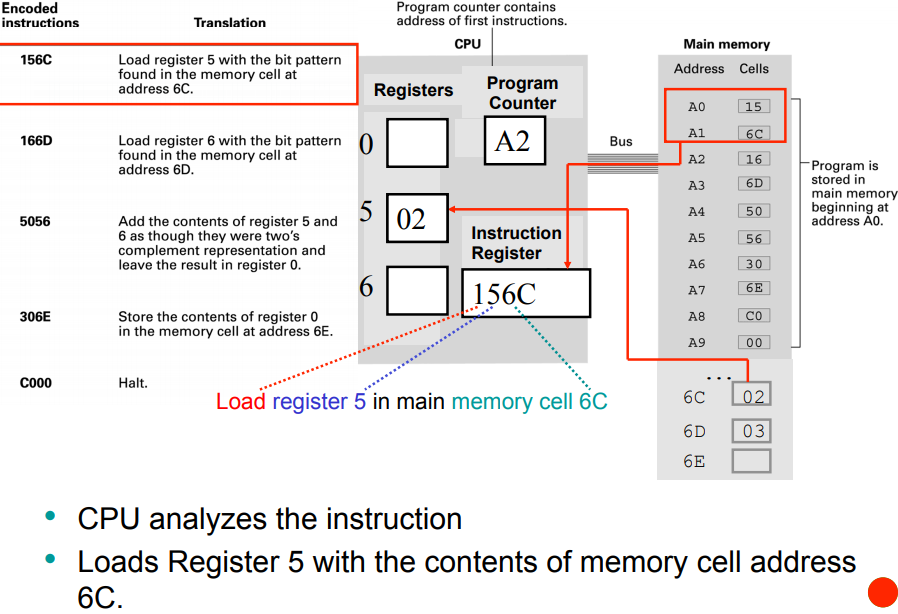 Encoded
instructions
Translation
156C
Load register 5 with the bit pattern
found in the memory cell at
address 6C.
166D
Load register 6 with the bit pattern
found in the memory cell at
address 6D.
5056
Add the contents of register 5 and
6 as though they were two's
complement representation and
leave the result in register 0.
306E
Store the contents of register 0
in the memory cell at address 6E.
C000
Halt.
Program counter contains
address of first instructions.
CPU
Registers
Program
Counter
0
A2
5
02
Instruction
Register
6
156C
Bus
Main memory
Address Cells
A0 15
A1 6C
A2 16
A3 6D
A4 50
A5 56
A6 30
A7 6E
A8 C0
A9 00
...
6C 02
6D 03
6E
Program is
stored in
main memory
beginning at
address A0.
Load register 5 in main memory cell 6C
• CPU analyzes the instruction
• Loads Register 5 with the contents of memory cell address
6C.